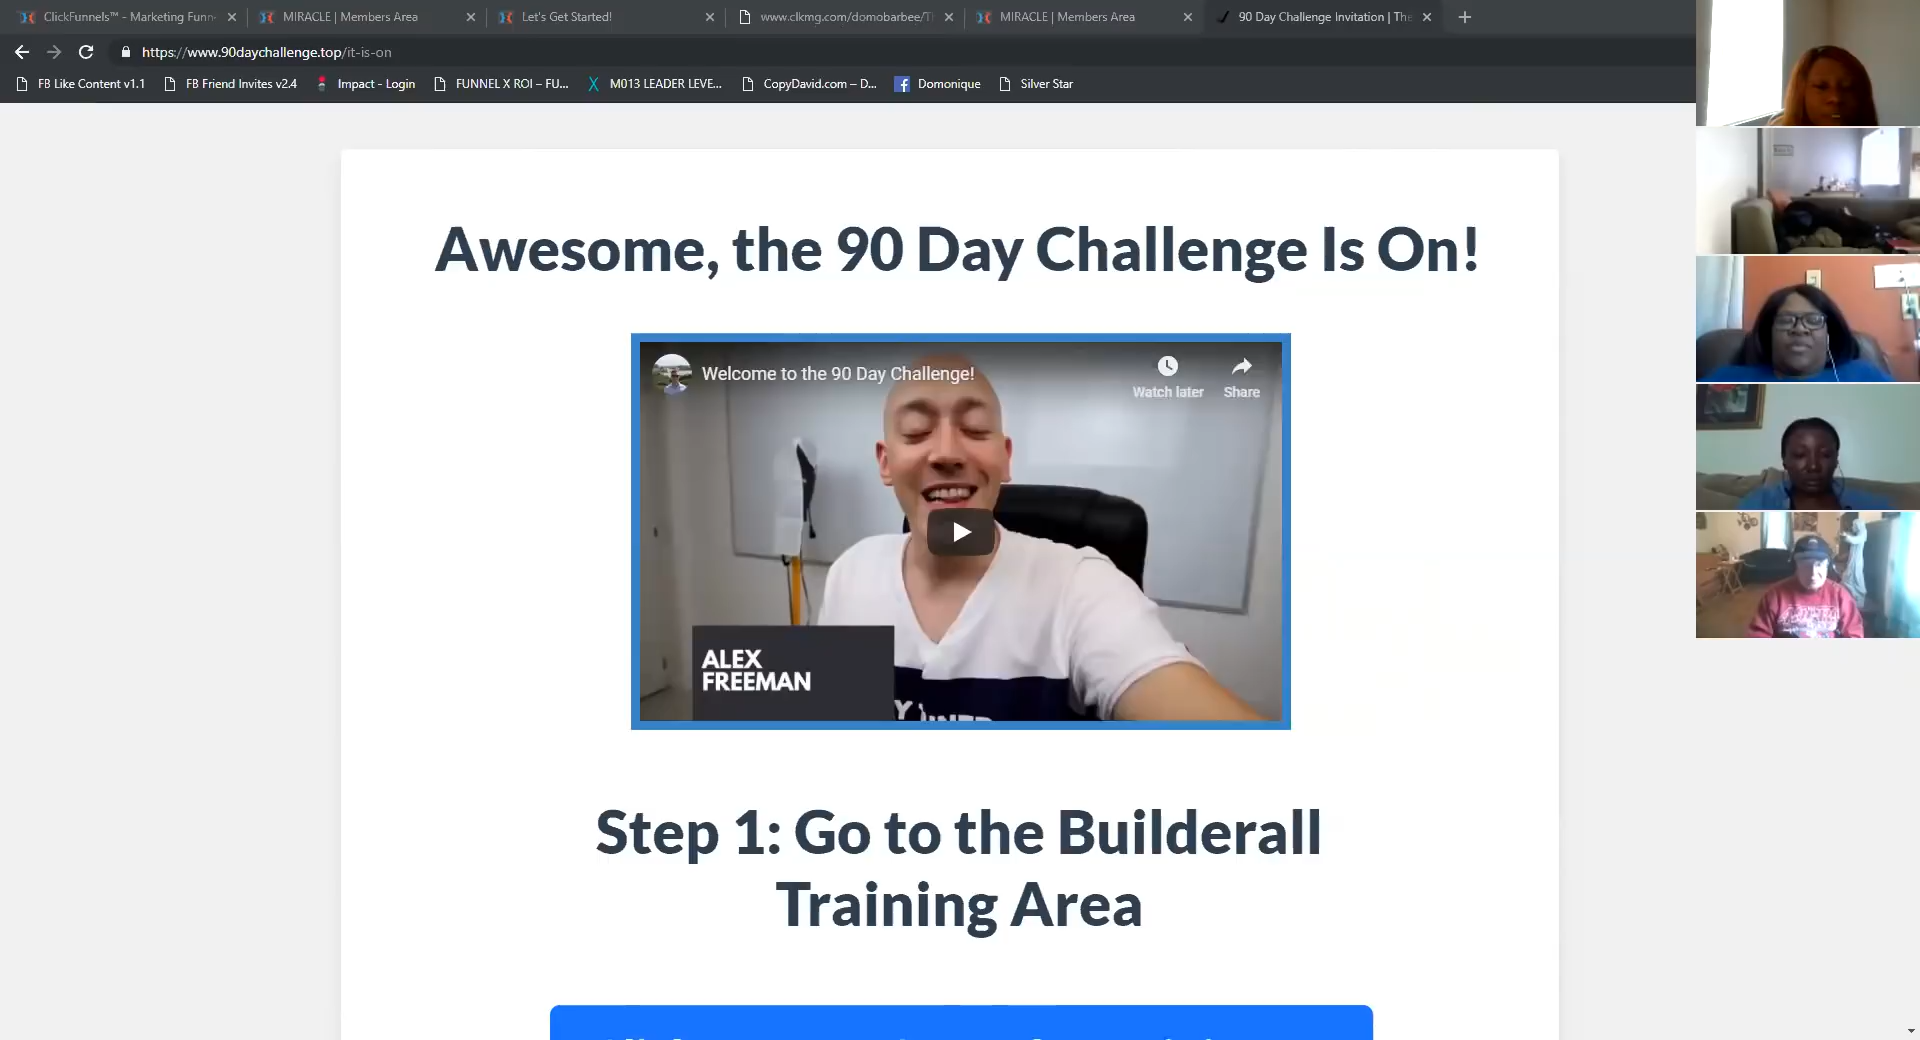 ClickFunnels™ - Marketing Funn
MIRACLE | Members Area
Let's Get Started!
www.clkmg.com/domobarbee/T
MIRACLE | Members Area
90 Day Challenge Invitation | The
https://www.90daychallenge.top/it-is-on
FB Like Content v1.1
FB Friend Invites v2.4
Impact - Login
FUNNEL X ROI – FU...
M013 LEADER LEVE...
CopyDavid.com – D...
Domonique
Silver Star
Awesome, the 90 Day Challenge Is On!
Welcome to the 90 Day Challenge!
Watch later
Share
ALEX
FREEMAN
Step 1: Go to the Builderall
Training Area